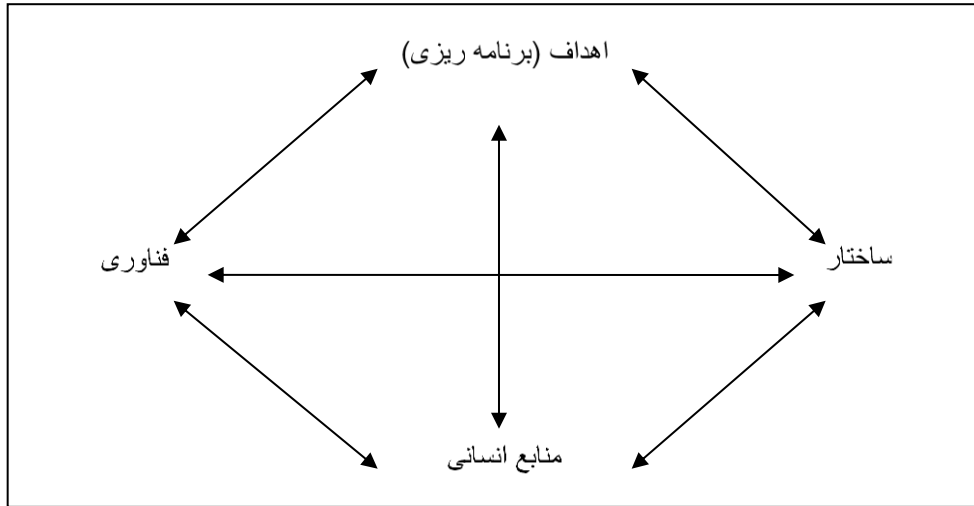 اهداف (برنامه ریزی)
ساختار
فناوری
منابع انسانی